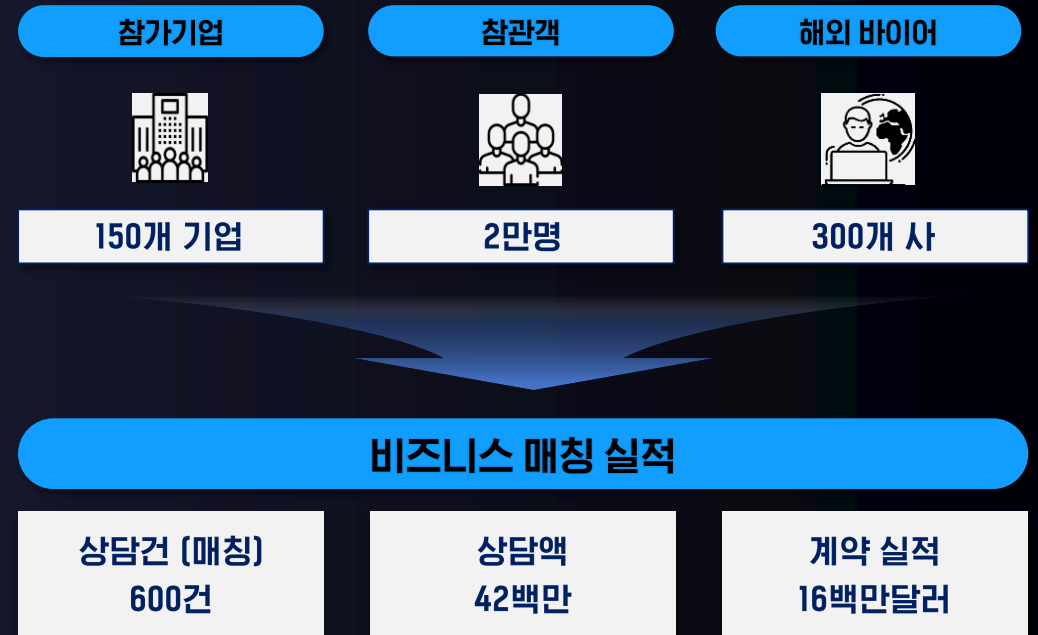 참가기업
참관객
해외 바이어
150개 기업
2만명
300개 사
비즈니스 매칭 실적
상담건 (매칭)
600건
상담액
42백만
계약 실적
16백만달러